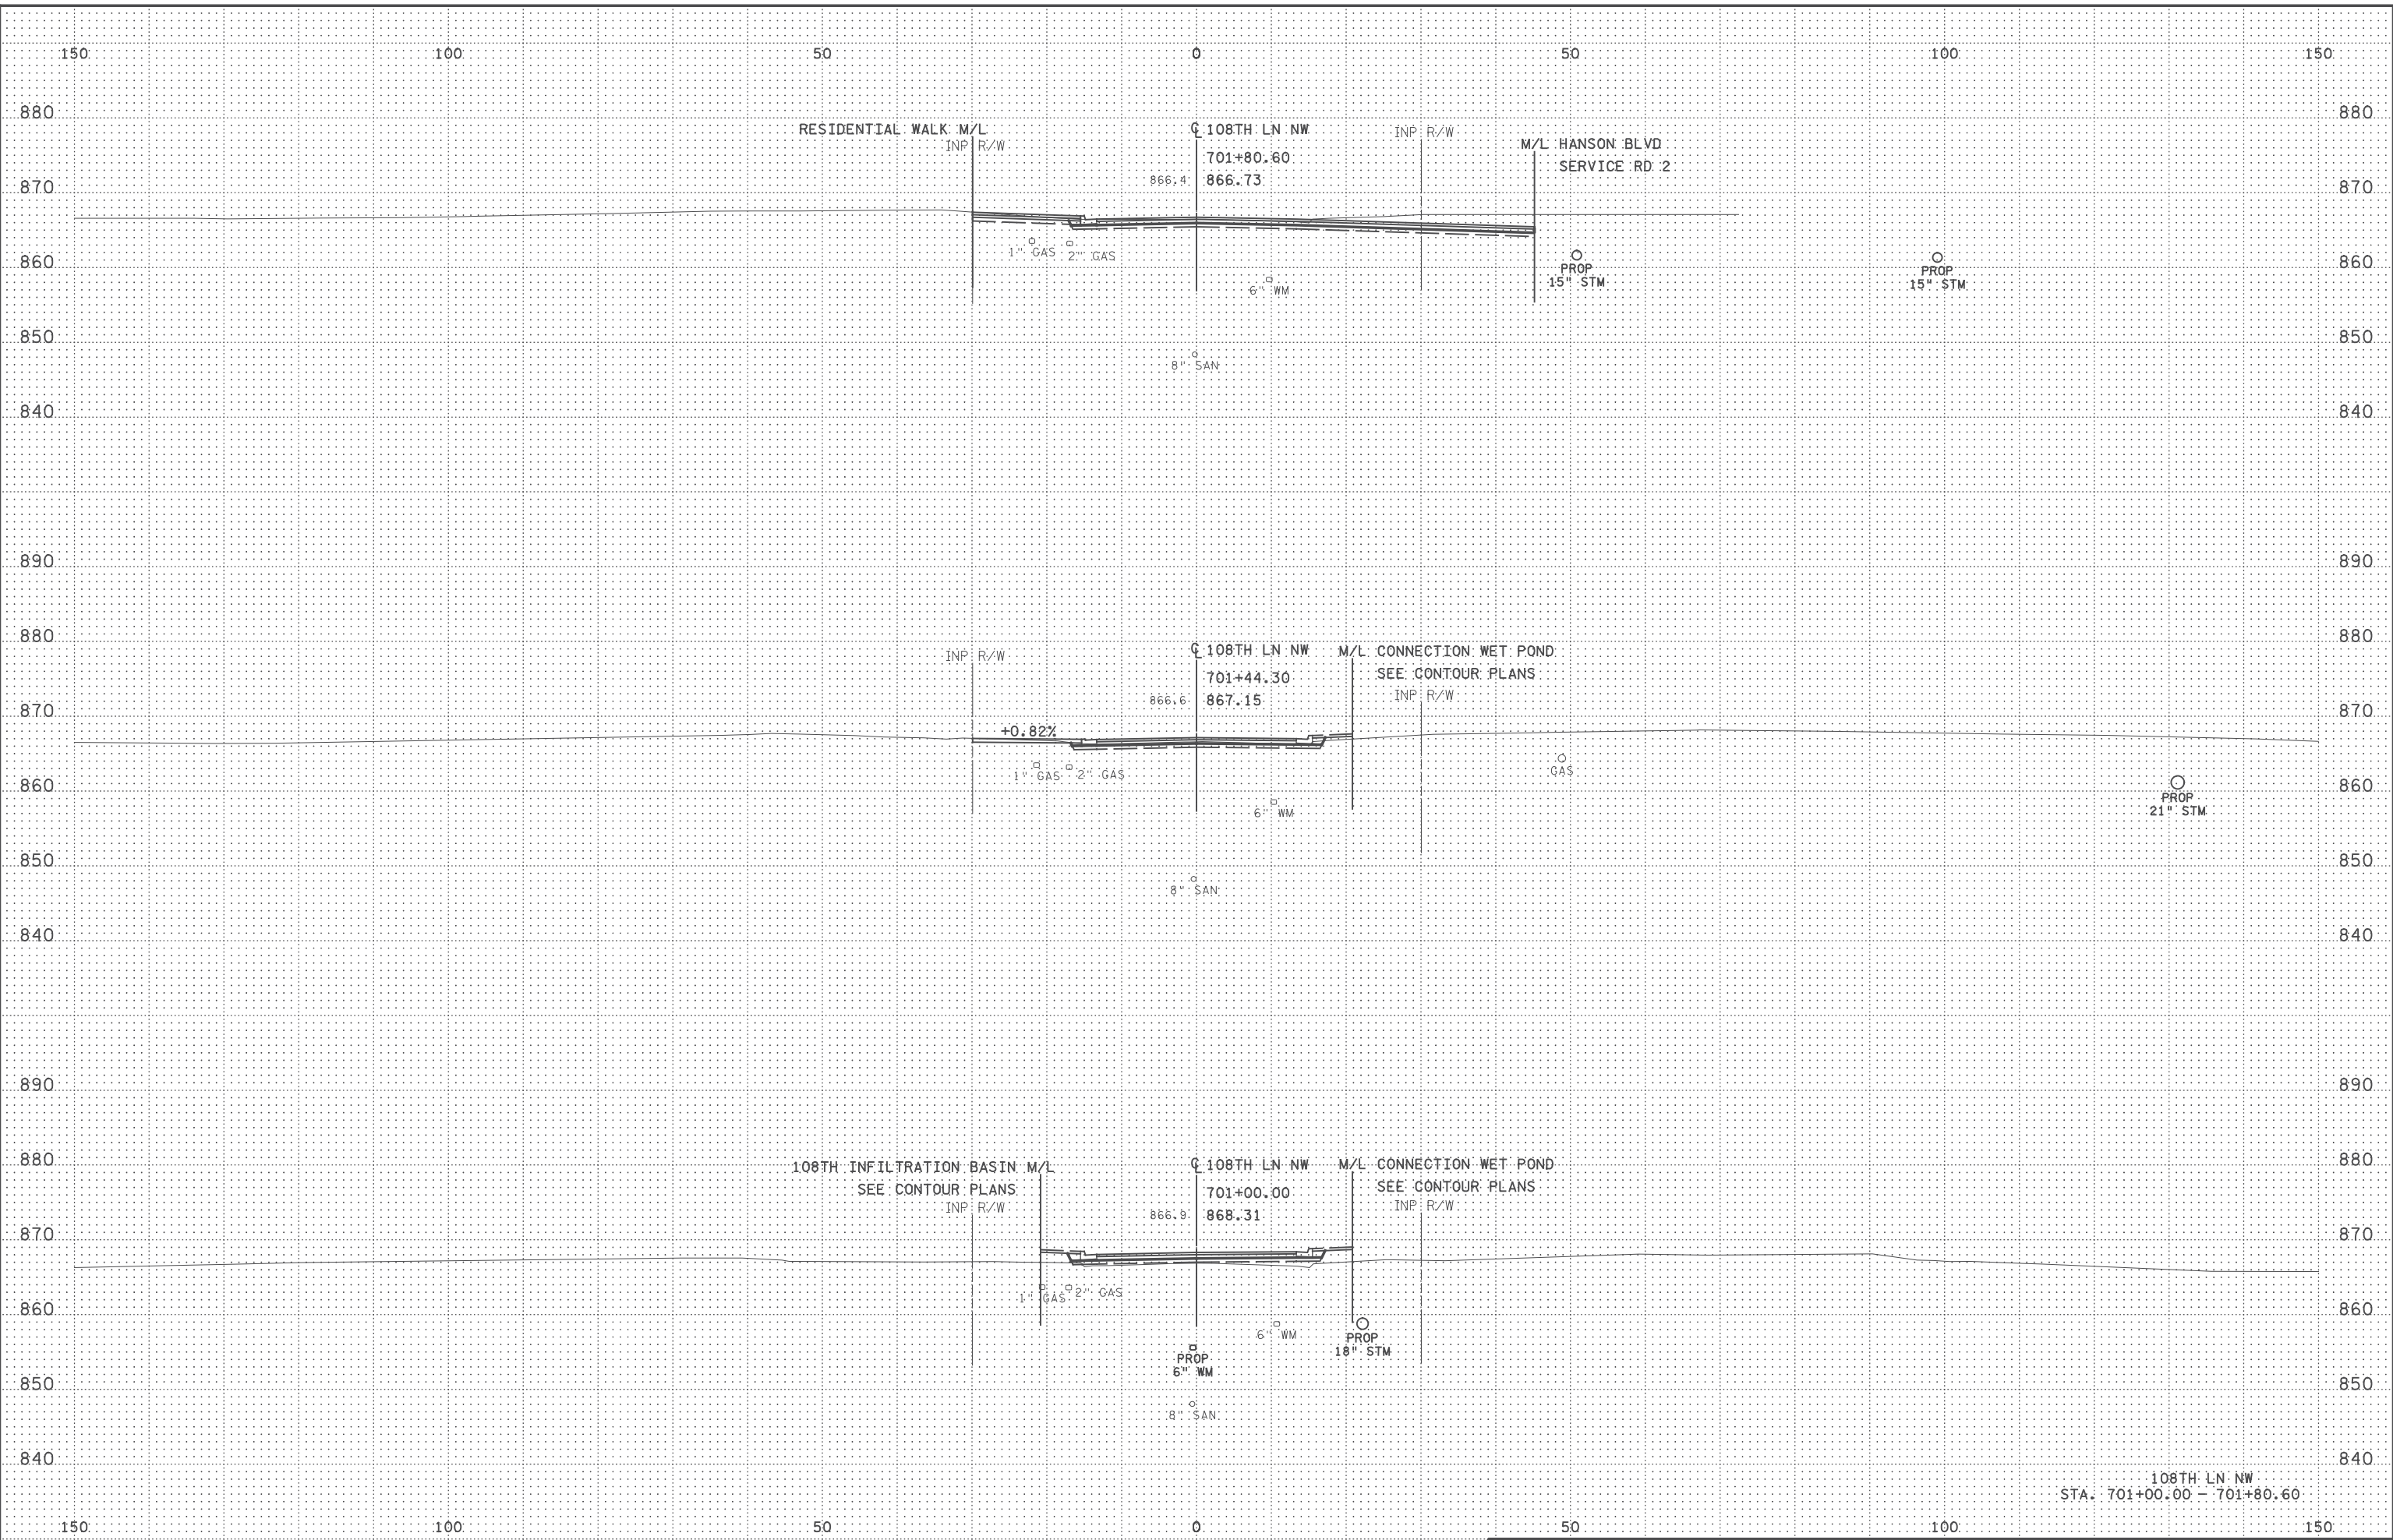 150 100 50 0 50 100 150
880 880
RESIDENTIAL WALK M/L
INP R/W
℄ 108TH LN NW
701+80.60
866.4 866.73
INP R/W
M/L HANSON BLVD
SERVICE RD 2
870 870
1" GAS
2" GAS
860 860
6" WM
PROP
15" STM
PROP
15" STM
850 850
8" SAN
840 840
890 890
880 880
INP R/W
℄ 108TH LN NW
701+44.30
866.6 867.15
M/L CONNECTION WET POND
SEE CONTOUR PLANS
INP R/W
870 870
+0.82%
1" GAS
2" GAS
GAS
860 860
6" WM
PROP
21" STM
850 850
8" SAN
840 840
890 890
880 880
108TH INFILTRATION BASIN M/L
SEE CONTOUR PLANS
INP R/W
℄ 108TH LN NW
701+00.00
866.9 868.31
M/L CONNECTION WET POND
SEE CONTOUR PLANS
INP R/W
870 870
1" GAS
2" GAS
860 860
6" WM
PROP
18" STM
PROP
6" WM
850 850
8" SAN
840 840
108TH LN NW
STA. 701+00.00 - 701+80.60
150 100 50 0 50 100 150